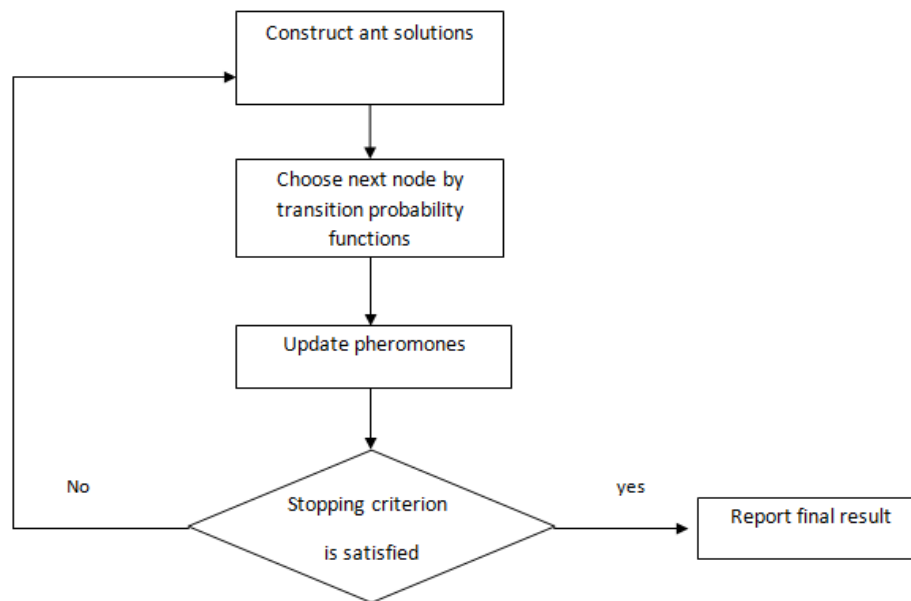 Construct ant solutions
Choose next node by
transition probability
functions
Update pheromones
No
yes
Stopping criterion
is satisfied
Report final result